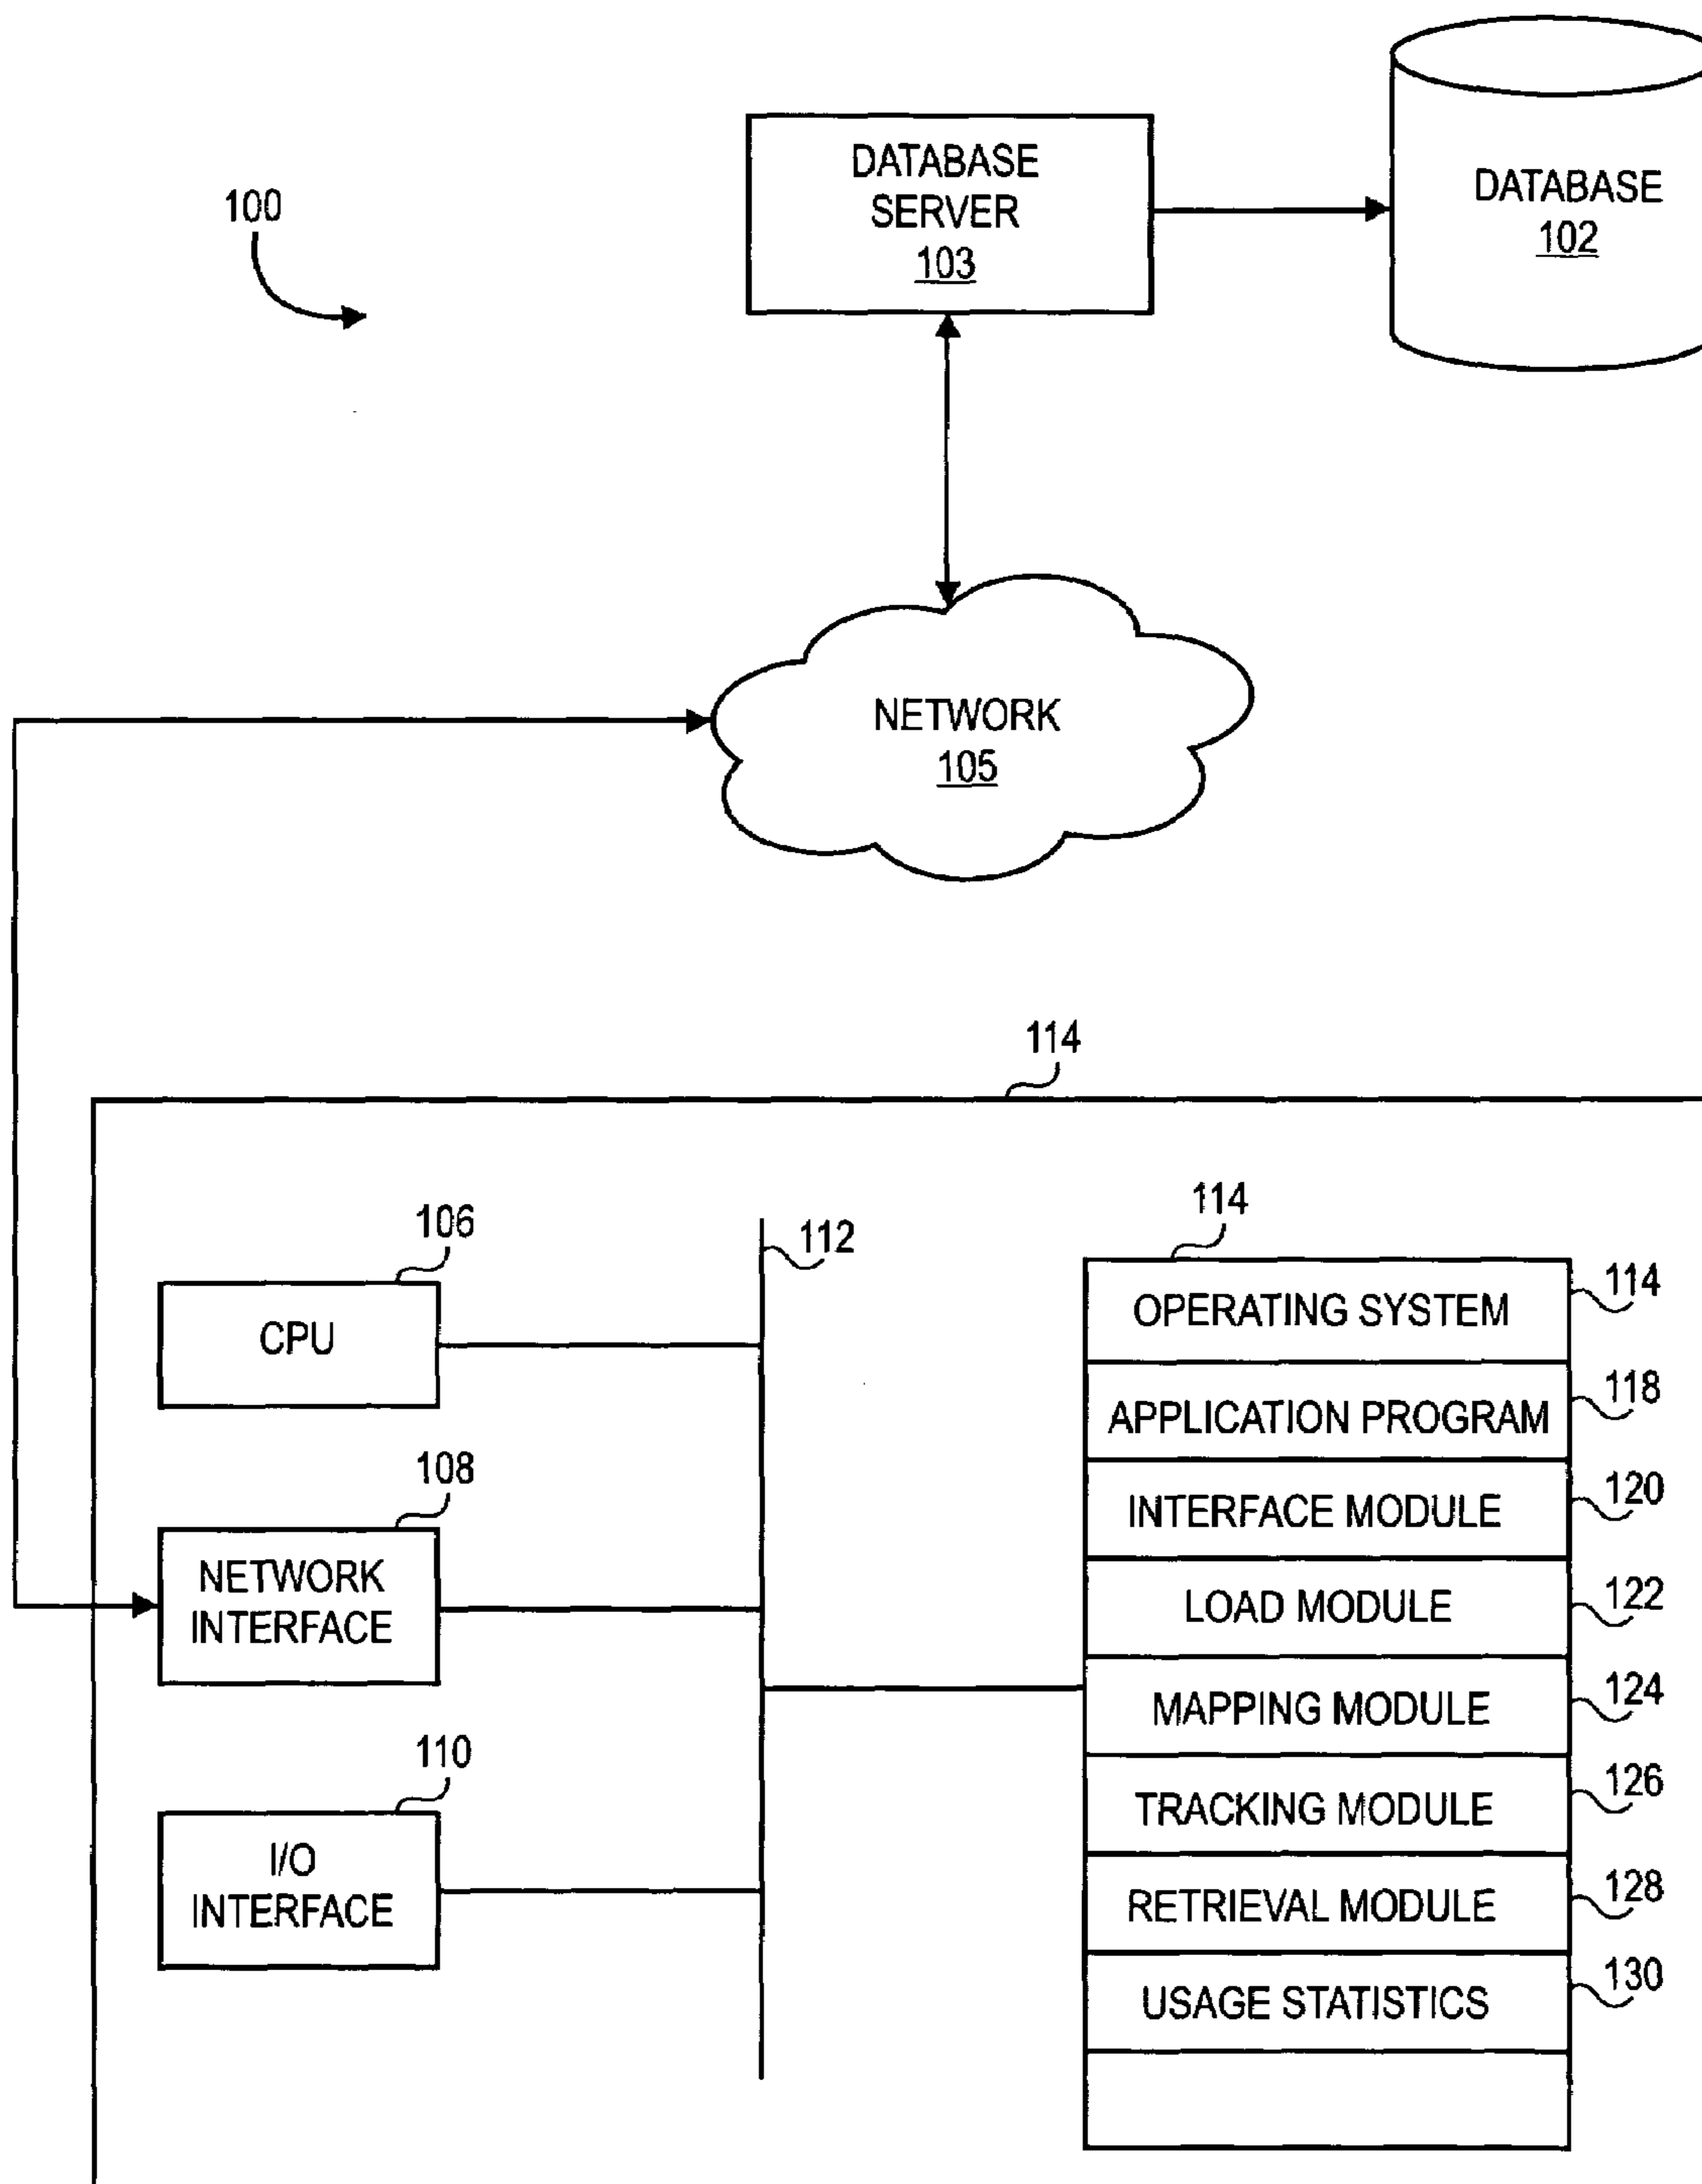 100
DATABASE
SERVER
103
DATABASE
102
NETWORK
105
114
106
CPU
108
NETWORK
INTERFACE
110
I/O
INTERFACE
112
114
OPERATING SYSTEM
114
APPLICATION PROGRAM
118
INTERFACE MODULE
120
LOAD MODULE
122
MAPPING MODULE
124
TRACKING MODULE
126
RETRIEVAL MODULE
128
USAGE STATISTICS
130